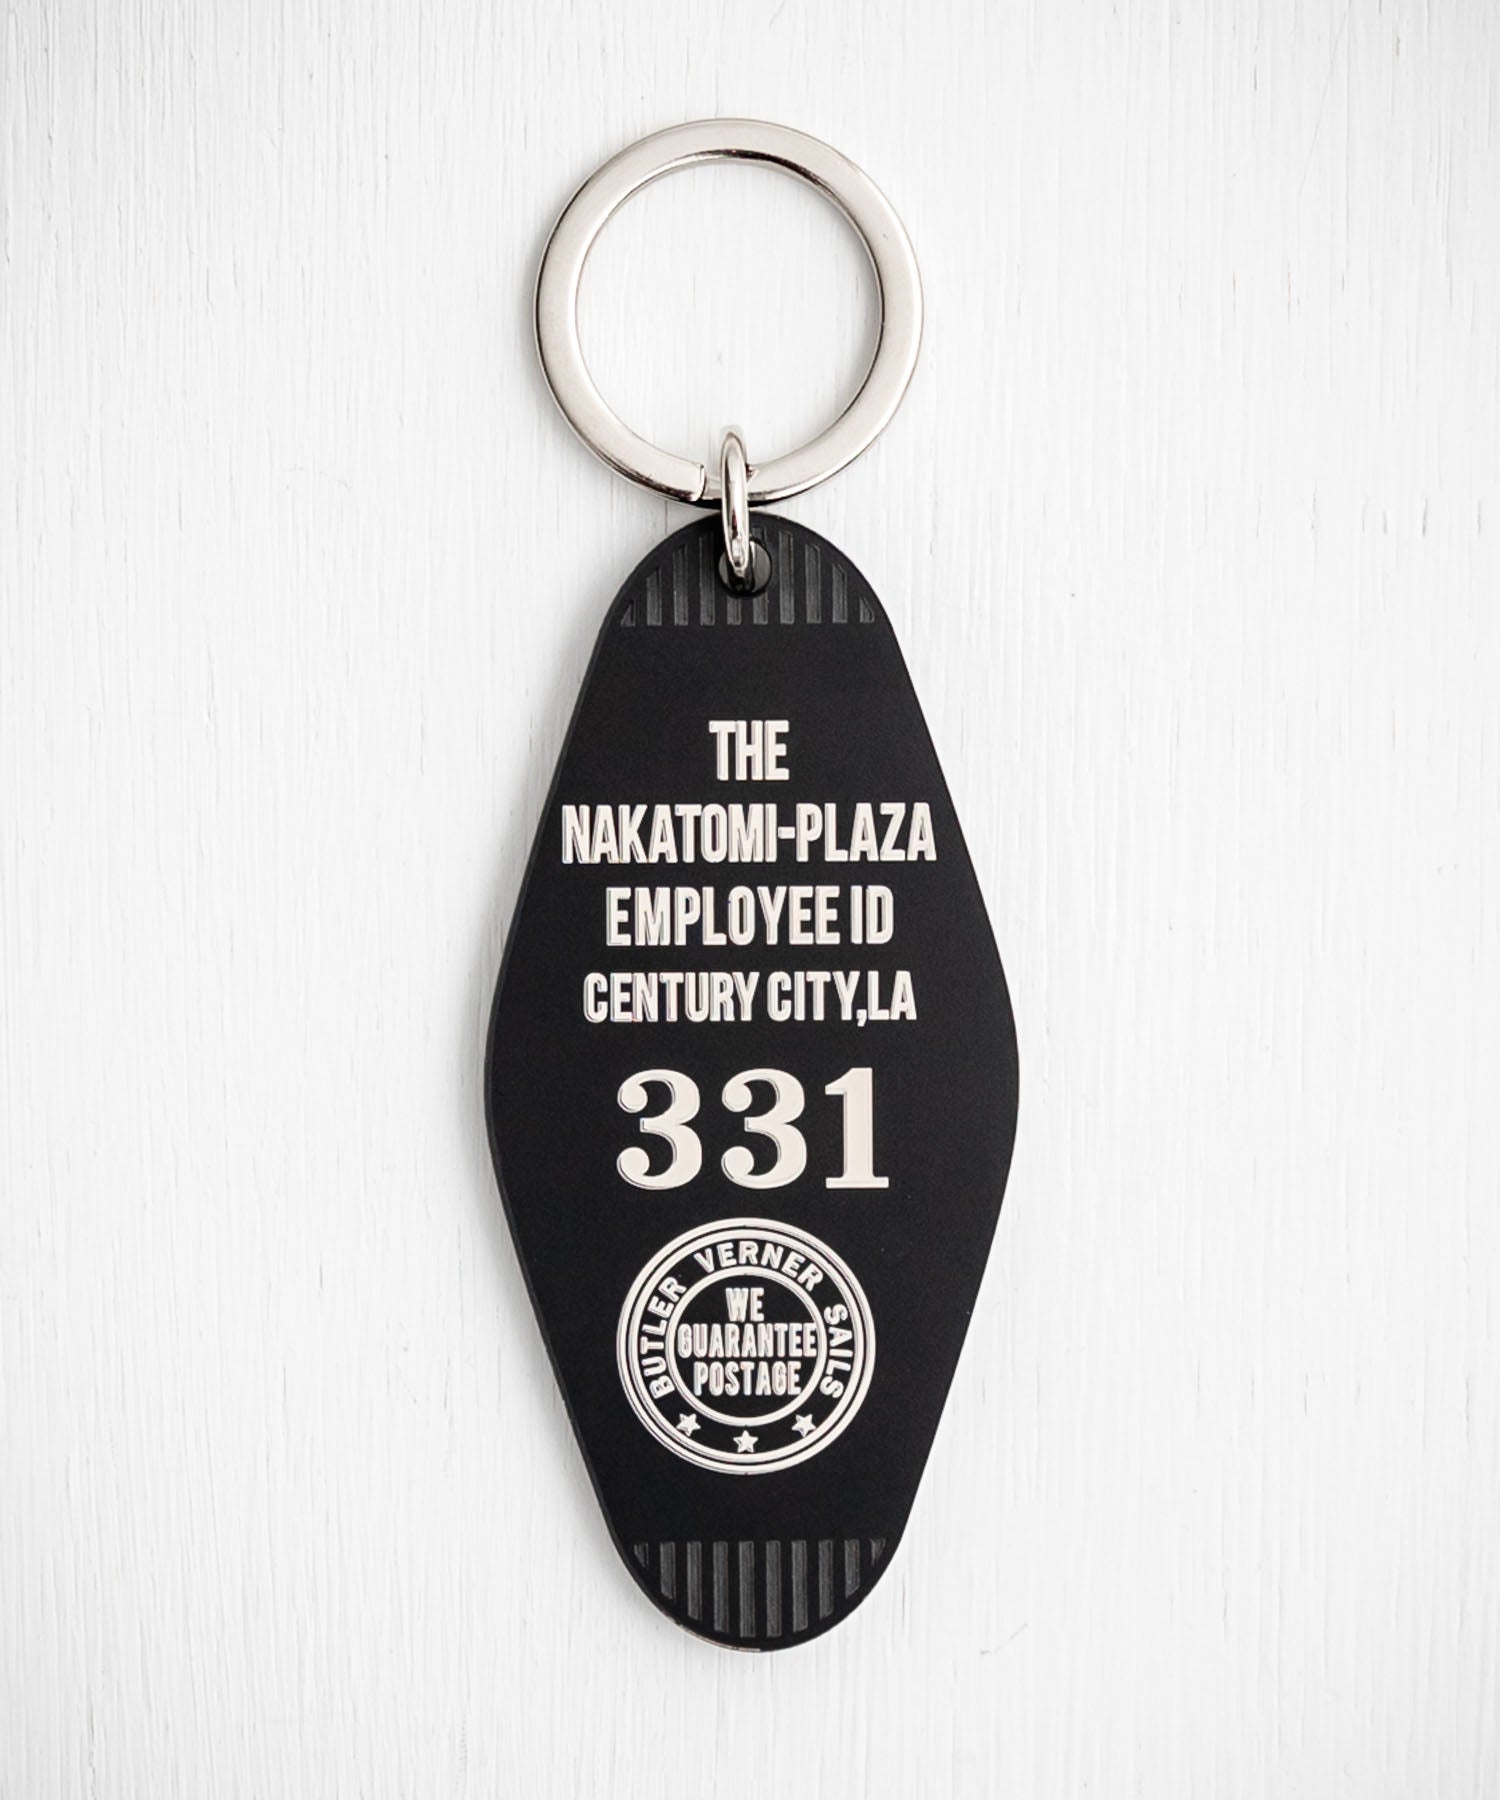 THE
NAKATOMI-PLAZA
EMPLOYEE ID
CENTURY CITY,LA
331
BUTLER VERNER SAILS
WE
GUARANTEE
POSTAGE